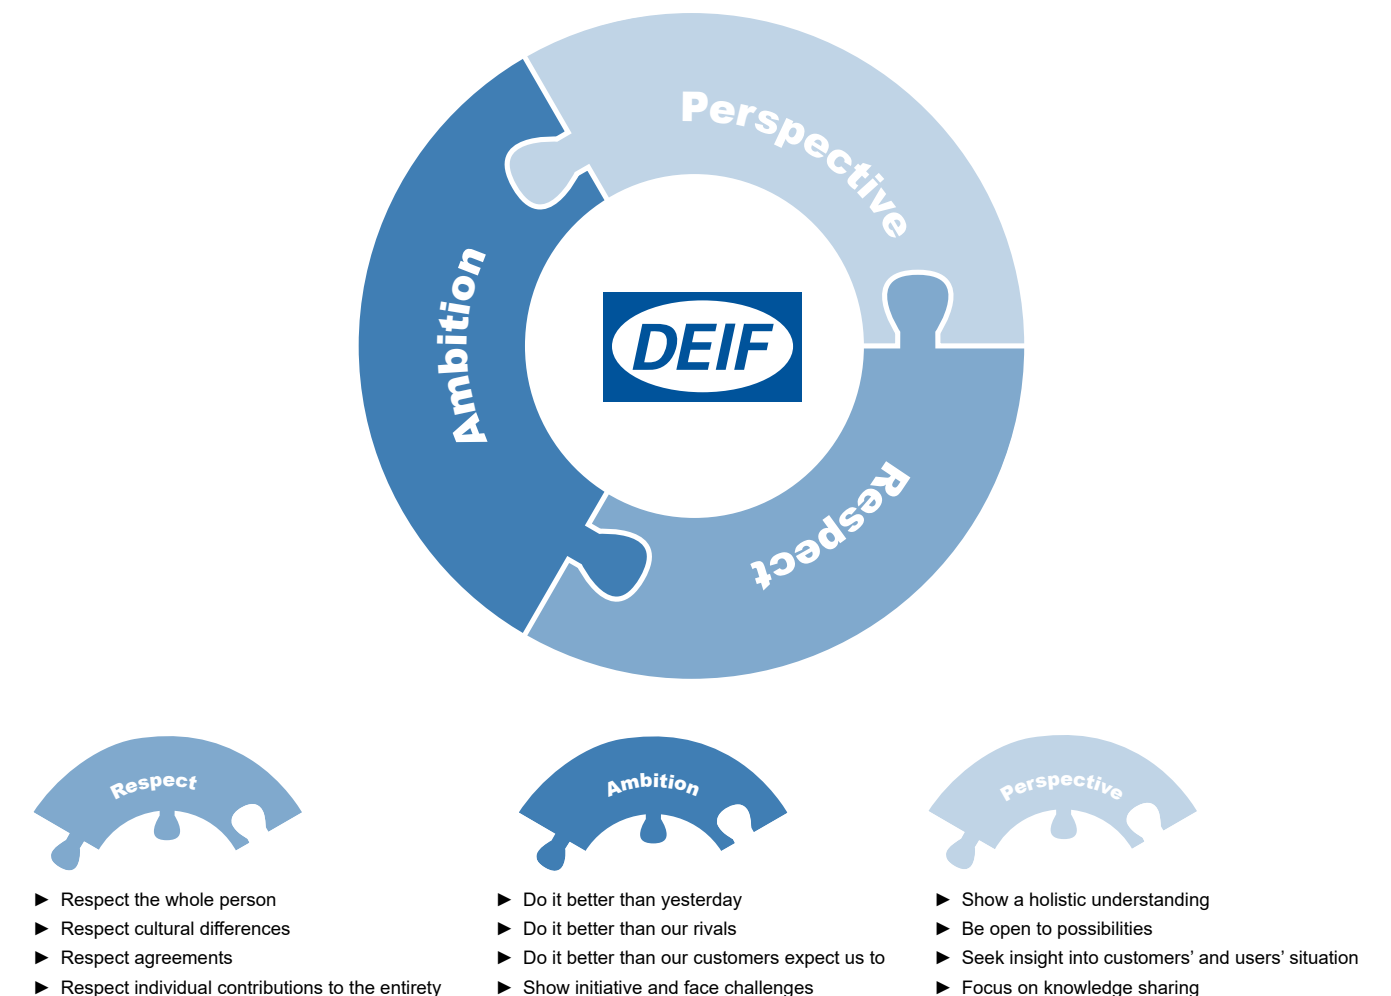 Perspective
Ambition
DEIF
Respect
Respect
► Respect the whole person
► Respect cultural differences
► Respect agreements
► Respect individual contributions to the entirety
Ambition
► Do it better than yesterday
► Do it better than our rivals
► Do it better than our customers expect us to
► Show initiative and face challenges
Perspective
► Show a holistic understanding
► Be open to possibilities
► Seek insight into customers’ and users’ situation
► Focus on knowledge sharing